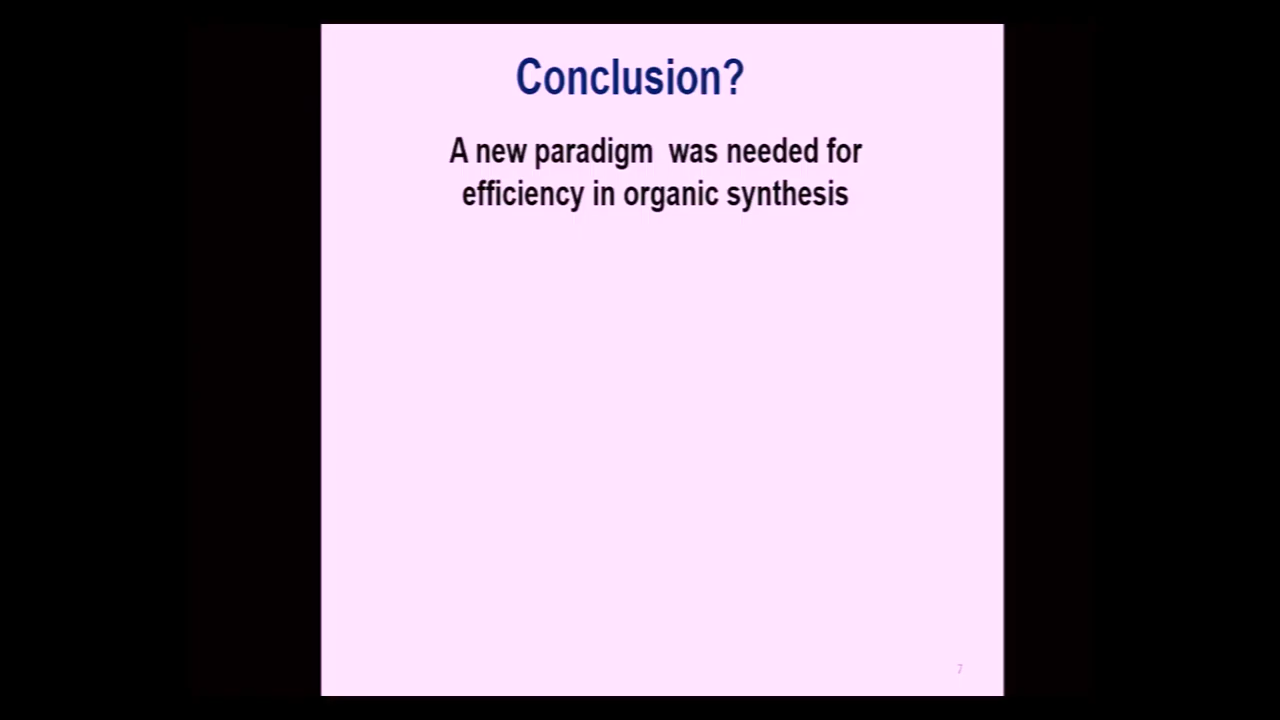 Conclusion?
A new paradigm was needed for
efficiency in organic synthesis
7